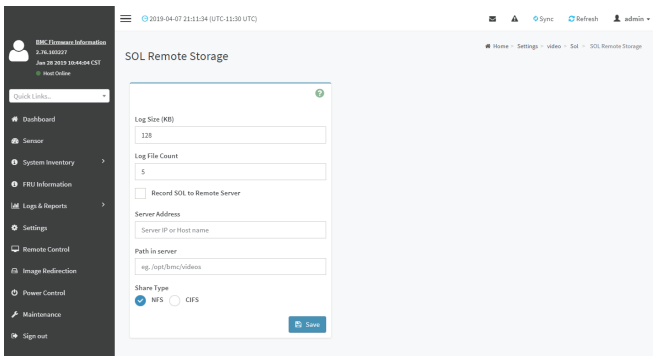 2019-04-07 21:11:34 (UTC-11:30 UTC)
Sync
Refresh
admin
BMC Firmware Information
2.76.103227
Jan 28 2019 10:44:04 CST
Host Online
Quick Links..
Dashboard
Sensor
System Inventory
FRU Information
Logs & Reports
Settings
Remote Control
Image Redirection
Power Control
Maintenance
Sign out
SOL Remote Storage
Home > Settings > video > Sol > SOL Remote Storage
Log Size (KB)
128
Log File Count
5
Record SOL to Remote Server
Server Address
Server IP or Host name
Path in server
eg. /opt/bmc/videos
Share Type
NFS CIFS
Save